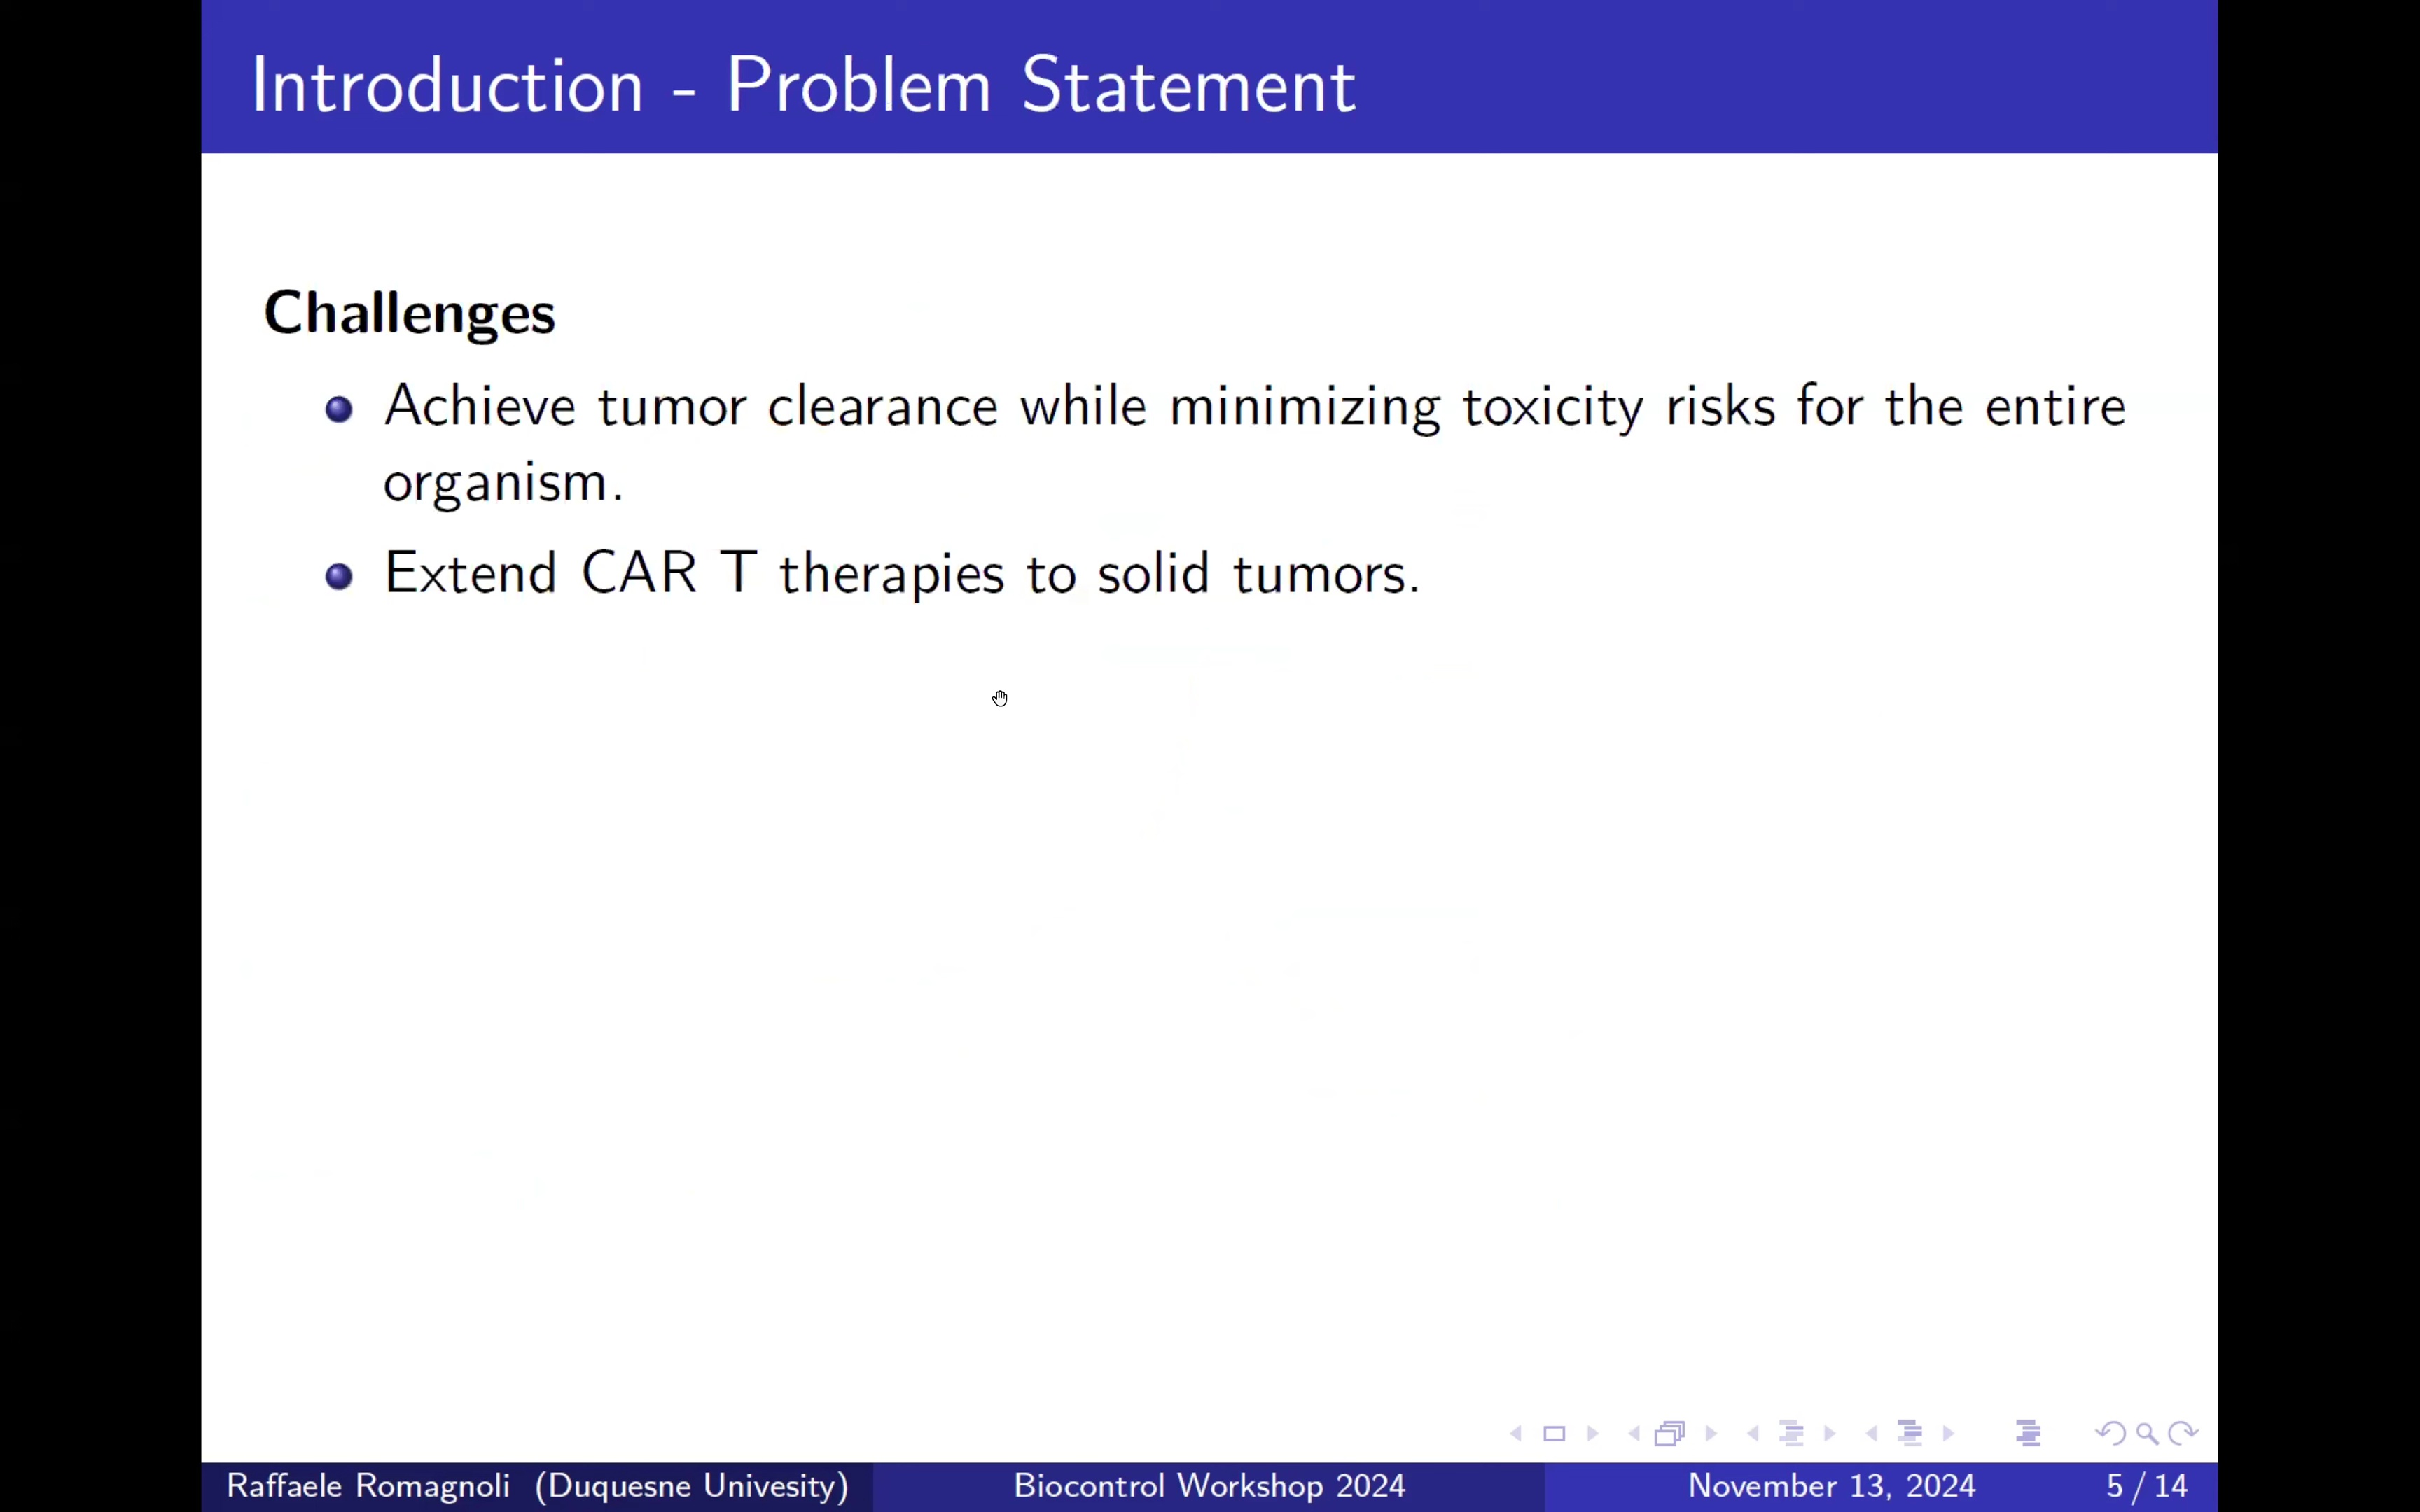 Introduction - Problem Statement
Challenges
Achieve tumor clearance while minimizing toxicity risks for the entire
organism.
Extend CAR T therapies to solid tumors.
Raffaele Romagnoli (Duquesne Univesity)
Biocontrol Workshop 2024
November 13, 2024
5 / 14